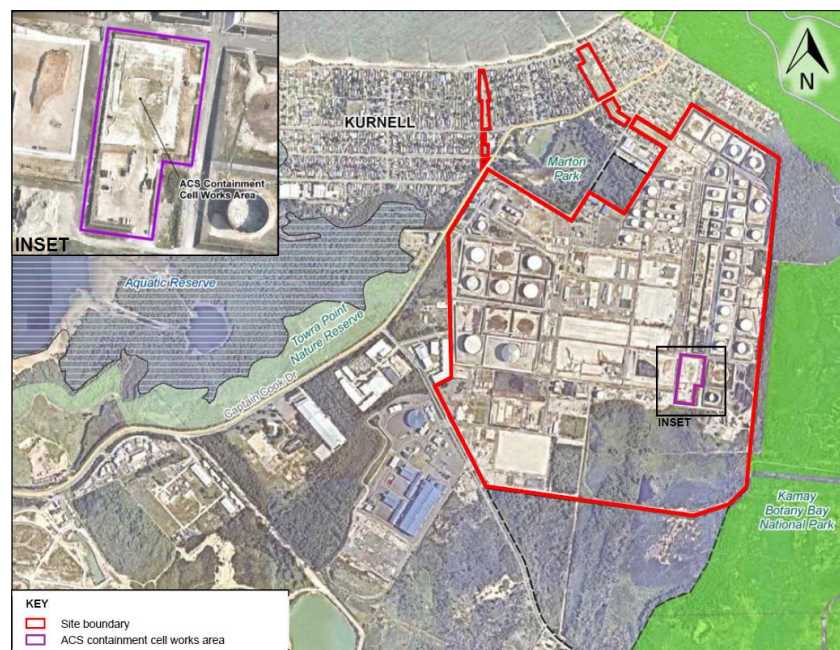 ACS Containment
Cell Works Area
INSET
N
KURNELL
Marton
Park
Aquatic Reserve
Towra Point
Nature Reserve
Captain Cook Dr
INSET
Kamay
Botany Bay
National Park
KEY
Site boundary
ACS containment cell works area